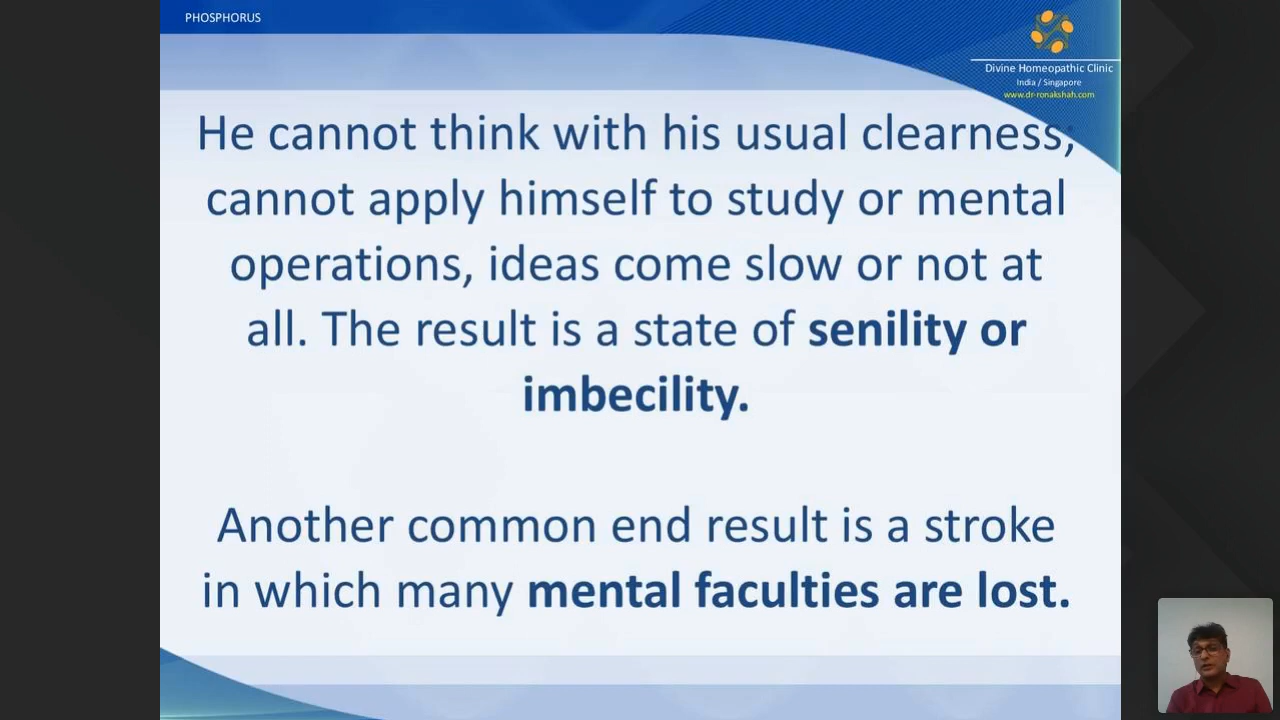 PHOSPHORUS
Divine Homeopathic Clinic
India / Singapore
www.dr-ronakshah.com
He cannot think with his usual clearness;
cannot apply himself to study or mental
operations, ideas come slow or not at
all. The result is a state of senility or
imbecility.
Another common end result is a stroke
in which many mental faculties are lost.